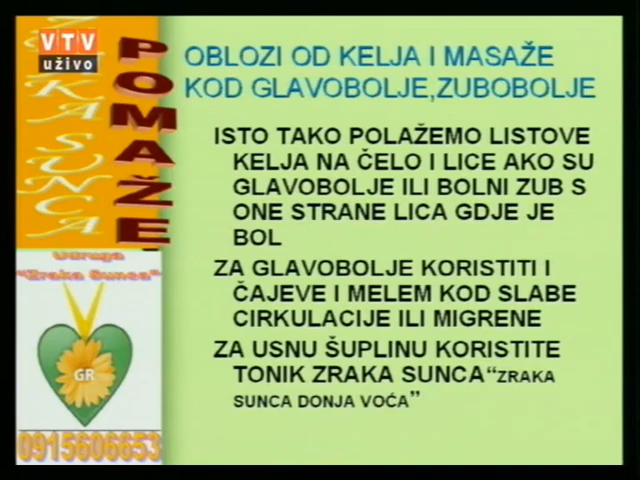 VTV
uživo
ZRAKA SUNCA
POMAŽE
Udruga
"Zraka Sunca"
GR
0915606653
OBLOZI OD KELJA I MASAŽE
KOD GLAVOBOLJE,ZUBOBOLJE
ISTO TAKO POLAŽEMO LISTOVE
KELJA NA ČELO I LICE AKO SU
GLAVOBOLJE ILI BOLNI ZUB S
ONE STRANE LICA GDJE JE
BOL
ZA GLAVOBOLJE KORISTITI I
ČAJEVE I MELEM KOD SLABE
CIRKULACIJE ILI MIGRENE
ZA USNU ŠUPLINU KORISTITE
TONIK ZRAKA SUNCA“ZRAKA
SUNCA DONJA VOĆA”